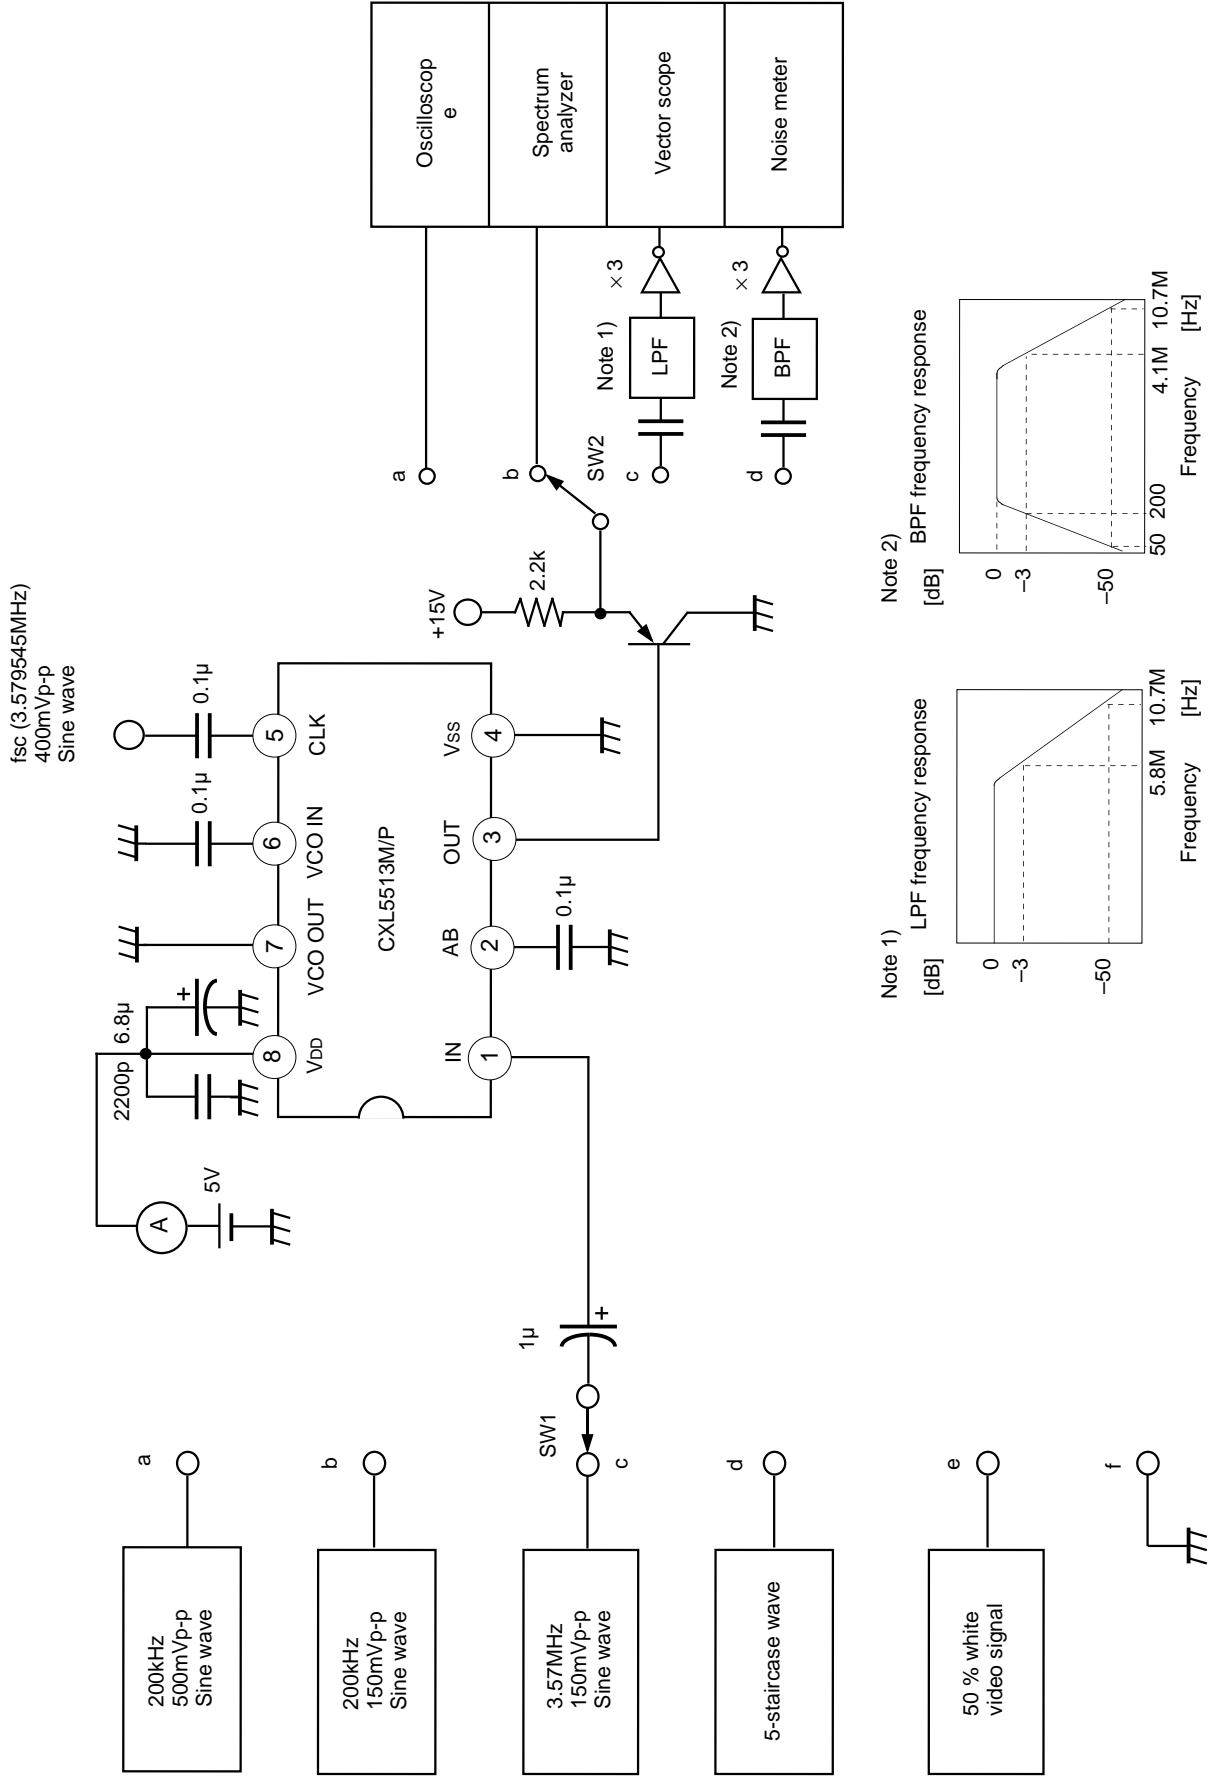 200kHz
500mVp-p
Sine wave
a
200kHz
150mVp-p
Sine wave
b
3.57MHz
150mVp-p
Sine wave
SW1
c
5-staircase wave
d
50 % white
video signal
e
f
1µ
+
A
5V
2200p
6.8µ
+
0.1µ
0.1µ
fsc (3.579545MHz)
400mVp-p
Sine wave
8
7
6
5
VDD
VCO OUT
VCO IN
CLK
CXL5513M/P
IN
AB
OUT
VSS
1
2
3
4
0.1µ
+15V
2.2k
SW2
a
b
c
d
Note 1)
LPF
× 3
Note 2)
BPF
× 3
Oscilloscop
e
Spectrum
analyzer
Vector scope
Noise meter
Note 1)
LPF frequency response
[dB]
0
–3
–50
5.8M
10.7M
Frequency
[Hz]
Note 2)
BPF frequency response
[dB]
0
–3
–50
50
200
4.1M
10.7M
Frequency
[Hz]